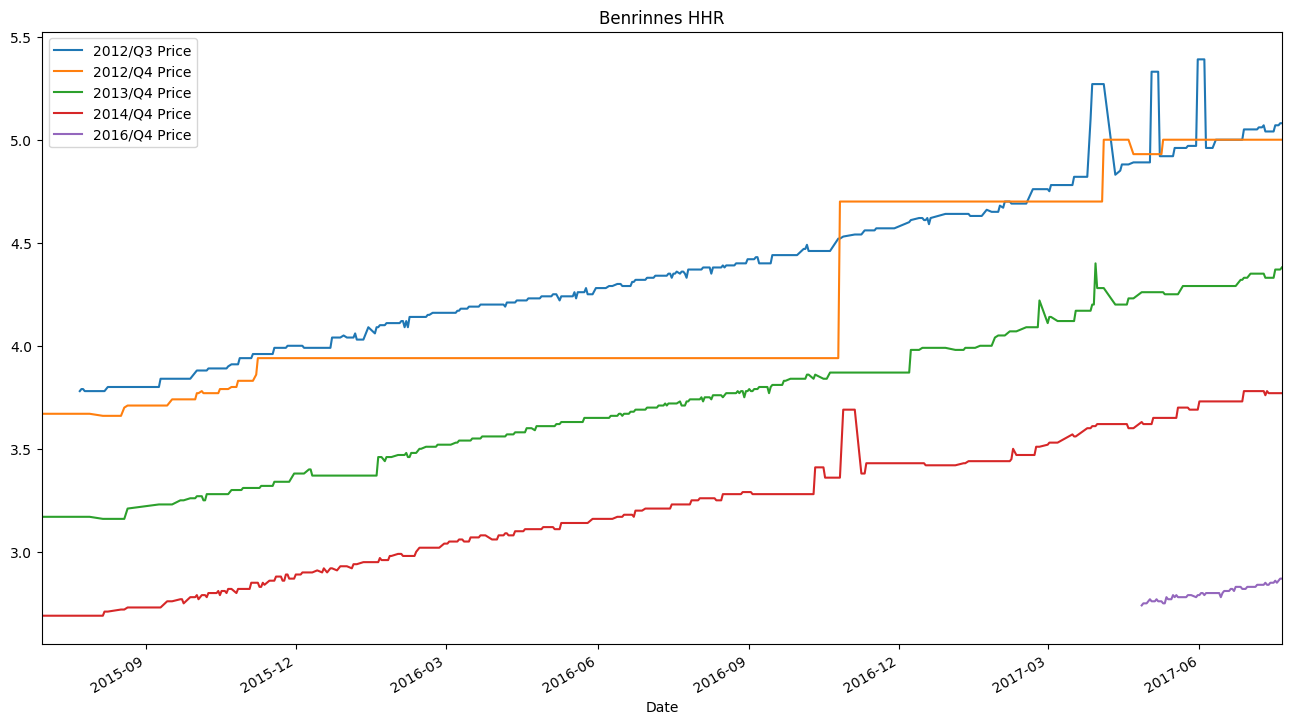 Benrinnes HHR
2012/Q3 Price
2012/Q4 Price
2013/Q4 Price
2014/Q4 Price
2016/Q4 Price
5.5
5.0
4.5
4.0
3.5
3.0
2015-09
2015-12
2016-03
2016-06
2016-09
2016-12
2017-03
2017-06
Date